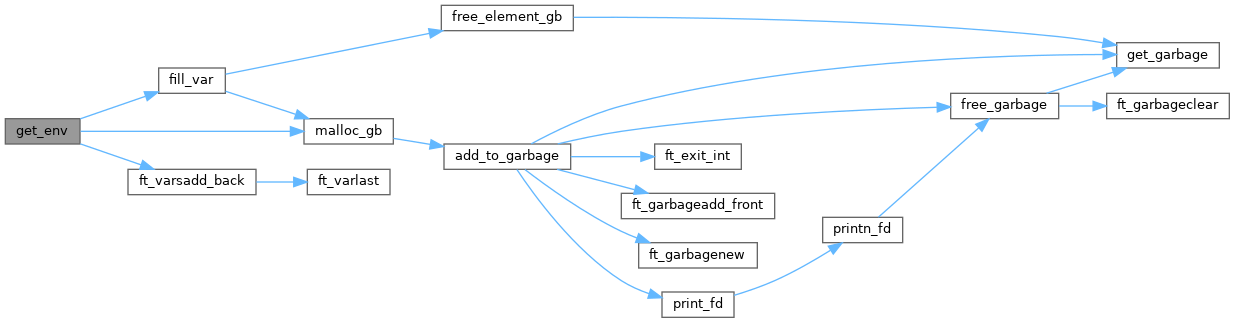 free_element_gb
get_garbage
fill_var
free_garbage
ft_garbageclear
get_env
malloc_gb
add_to_garbage
ft_exit_int
ft_varsadd_back
ft_varlast
ft_garbageadd_front
printn_fd
ft_garbagenew
print_fd